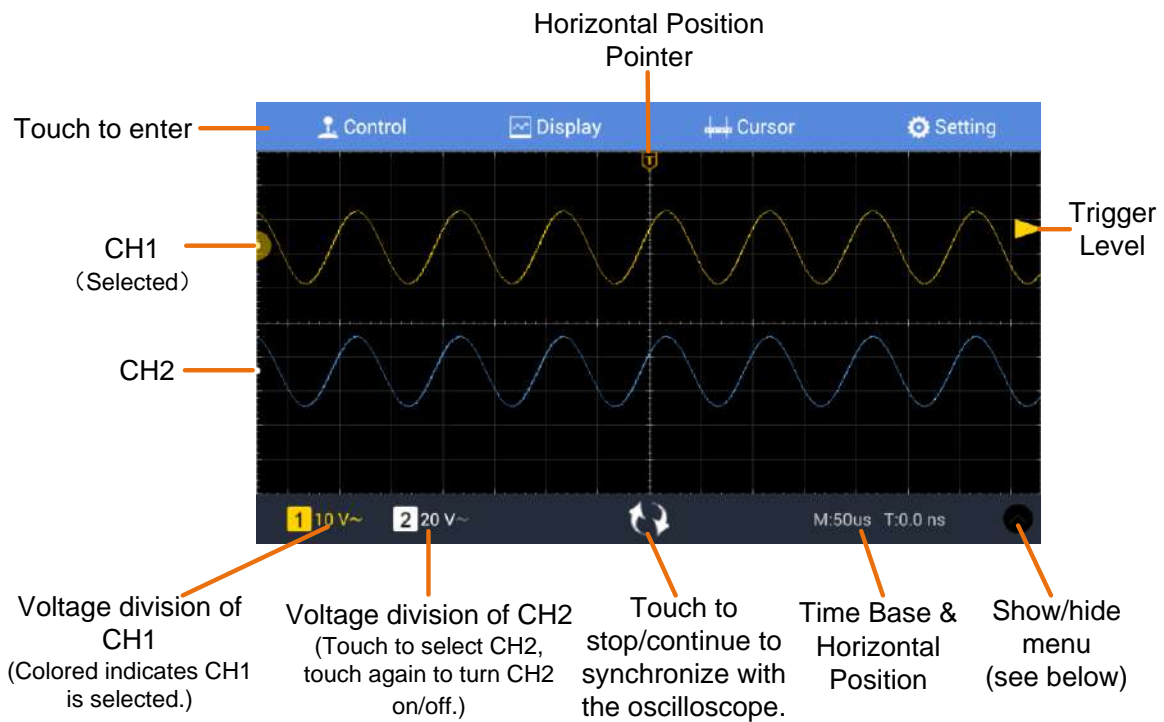 Horizontal Position
Pointer
Touch to enter
Control
Display
Cursor
Setting
T
CH1
（Selected）
Trigger
Level
CH2
1 10 V~
2 20 V~
M:50us T:0.0 ns
Voltage division of
CH1
(Colored indicates CH1
is selected.)
Voltage division of CH2
(Touch to select CH2,
touch again to turn CH2
on/off.)
Touch to
stop/continue to
synchronize with
the oscilloscope.
Time Base &
Horizontal
Position
Show/hide
menu
(see below)